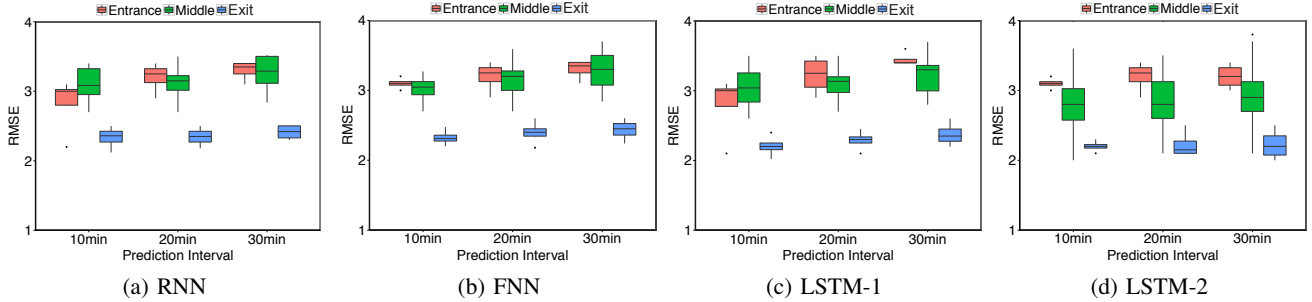 Entrance Middle Exit
4
3
2
1
RMSE
10min 20min 30min
Prediction Interval
(a) RNN
Entrance Middle Exit
4
3
2
1
RMSE
10min 20min 30min
Prediction Interval
(b) FNN
Entrance Middle Exit
4
3
2
1
RMSE
10min 20min 30min
Prediction Interval
(c) LSTM-1
Entrance Middle Exit
4
3
2
1
RMSE
10min 20min 30min
Prediction Interval
(d) LSTM-2